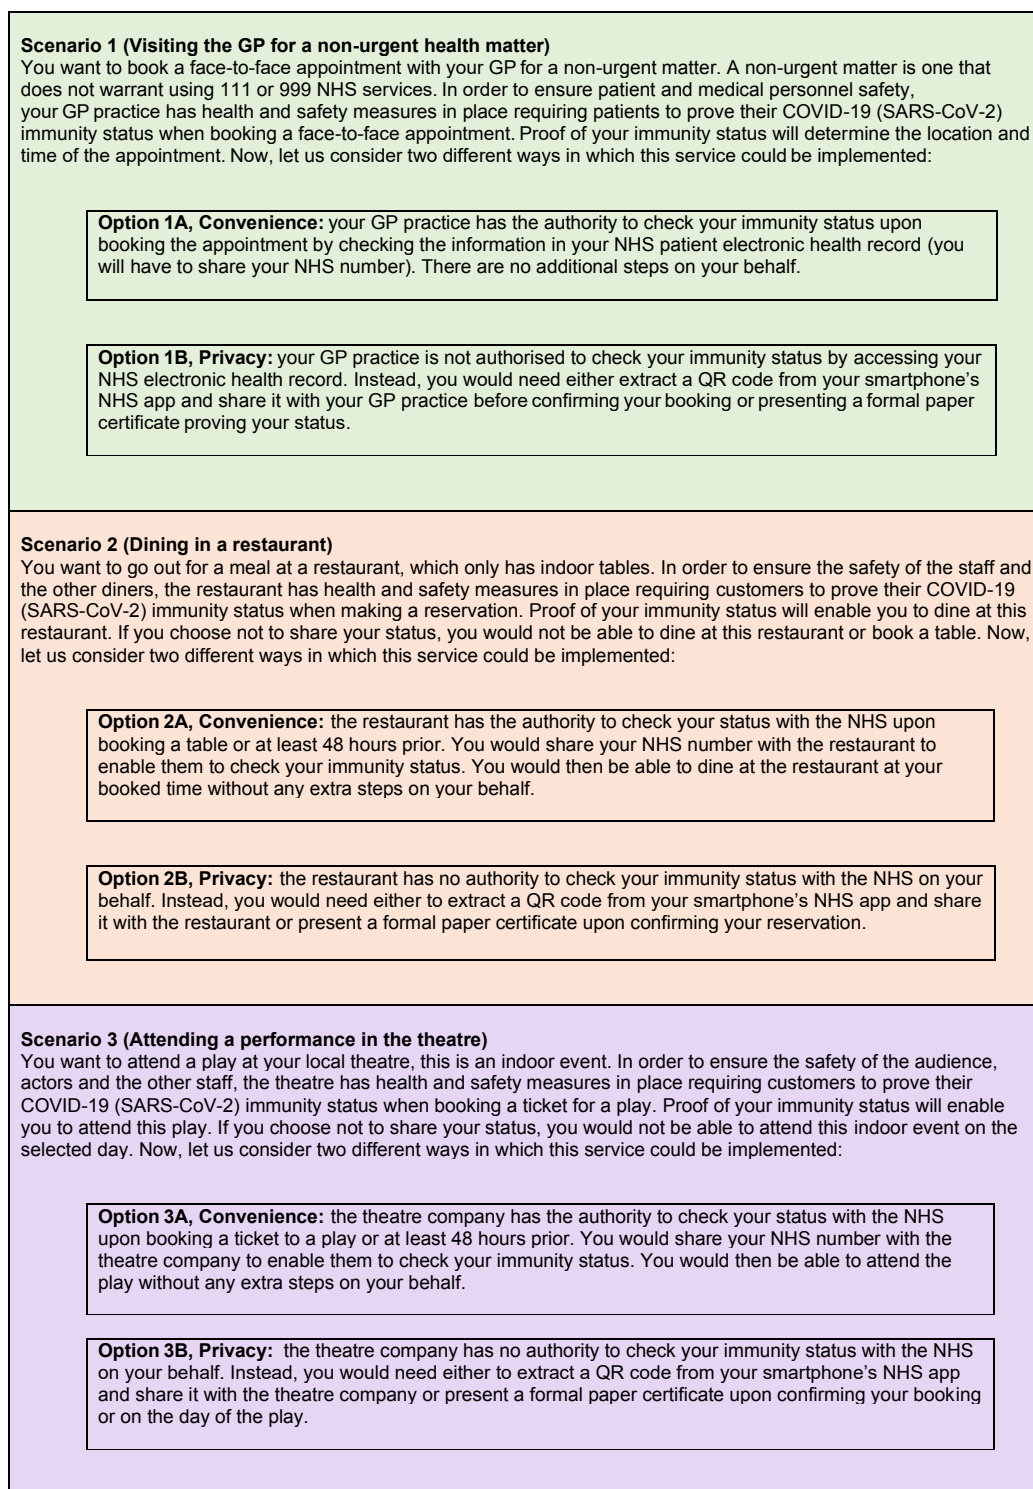 Scenario 1 (Visiting the GP for a non-urgent health matter)
You want to book a face-to-face appointment with your GP for a non-urgent matter. A non-urgent matter is one that
does not warrant using 111 or 999 NHS services. In order to ensure patient and medical personnel safety,
your GP practice has health and safety measures in place requiring patients to prove their COVID-19 (SARS-CoV-2)
immunity status when booking a face-to-face appointment. Proof of your immunity status will determine the location and
time of the appointment. Now, let us consider two different ways in which this service could be implemented:
Option 1A, Convenience: your GP practice has the authority to check your immunity status upon
booking the appointment by checking the information in your NHS patient electronic health record (you
will have to share your NHS number). There are no additional steps on your behalf.
Option 1B, Privacy: your GP practice is not authorised to check your immunity status by accessing your
NHS electronic health record. Instead, you would need either extract a QR code from your smartphone's
NHS app and share it with your GP practice before confirming your booking or presenting a formal paper
certificate proving your status.
Scenario 2 (Dining in a restaurant)
You want to go out for a meal at a restaurant, which only has indoor tables. In order to ensure the safety of the staff and
the other diners, the restaurant has health and safety measures in place requiring customers to prove their COVID-19
(SARS-CoV-2) immunity status when making a reservation. Proof of your immunity status will enable you to dine at this
restaurant. If you choose not to share your status, you would not be able to dine at this restaurant or book a table. Now,
let us consider two different ways in which this service could be implemented:
Option 2A, Convenience: the restaurant has the authority to check your status with the NHS upon
booking a table or at least 48 hours prior. You would share your NHS number with the restaurant to
enable them to check your immunity status. You would then be able to dine at the restaurant at your
booked time without any extra steps on your behalf.
Option 2B, Privacy: the restaurant has no authority to check your immunity status with the NHS on your
behalf. Instead, you would need either to extract a QR code from your smartphone's NHS app and share
it with the restaurant or present a formal paper certificate upon confirming your reservation.
Scenario 3 (Attending a performance in the theatre)
You want to attend a play at your local theatre, this is an indoor event. In order to ensure the safety of the audience,
actors and the other staff, the theatre has health and safety measures in place requiring customers to prove their
COVID-19 (SARS-CoV-2) immunity status when booking a ticket for a play. Proof of your immunity status will enable
you to attend this play. If you choose not to share your status, you would not be able to attend this indoor event on the
selected day. Now, let us consider two different ways in which this service could be implemented:
Option 3A, Convenience: the theatre company has the authority to check your status with the NHS
upon booking a ticket to a play or at least 48 hours prior. You would share your NHS number with the
theatre company to enable them to check your immunity status. You would then be able to attend the
play without any extra steps on your behalf.
Option 3B, Privacy: the theatre company has no authority to check your immunity status with the NHS
on your behalf. Instead, you would need either to extract a QR code from your smartphone's NHS app
and share it with the theatre company or present a formal paper certificate upon confirming your booking
or on the day of the play.